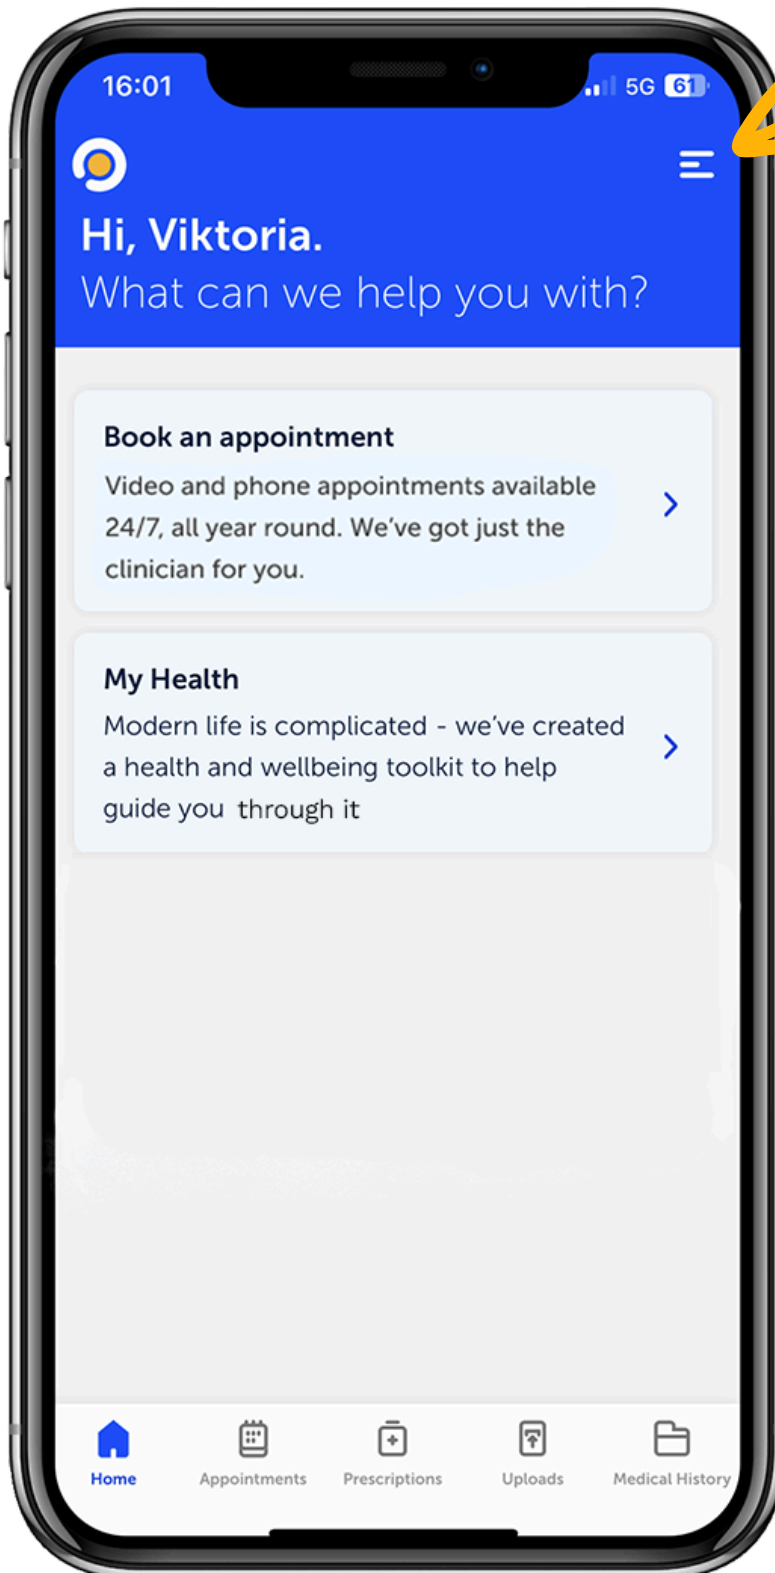 16:01
5G 61
Hi, Viktoria.
What can we help you with?
Book an appointment
Video and phone appointments available
24/7, all year round. We’ve got just the
clinician for you.
My Health
Modern life is complicated - we’ve created
a health and wellbeing toolkit to help
guide you through it
Home Appointments Prescriptions Uploads Medical History